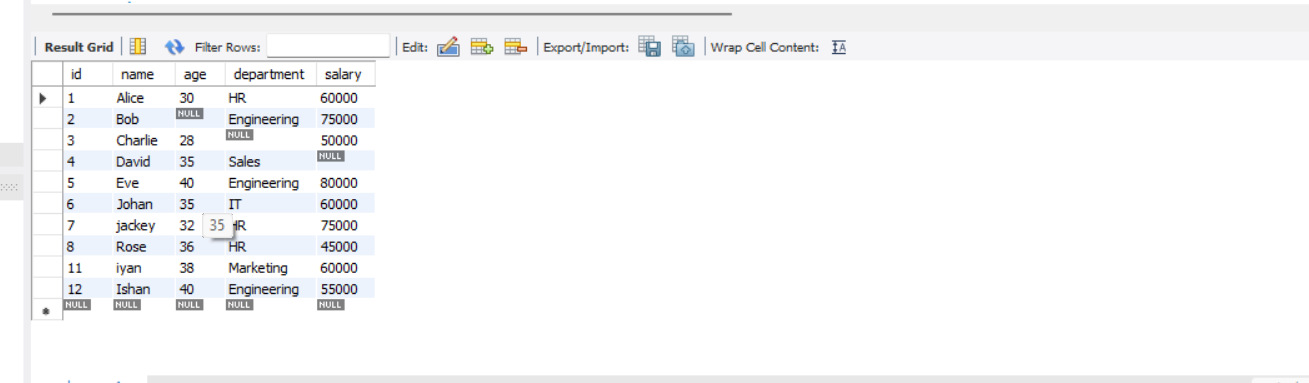 Result Grid Filter Rows: Edit: Export/Import: Wrap Cell Content: IA
id name age department salary
1 Alice 30 HR 60000
2 Bob NULL Engineering 75000
3 Charlie 28 NULL 50000
4 David 35 Sales NULL
5 Eve 40 Engineering 80000
6 Johan 35 IT 60000
7 jackey 32 35 HR 75000
8 Rose 36 HR 45000
11 iyan 38 Marketing 60000
12 Ishan 40 Engineering 55000
NULL NULL NULL NULL NULL